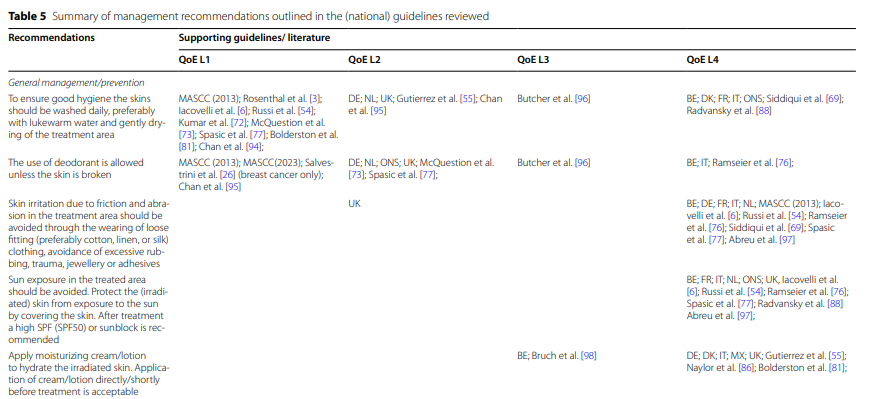 Table 5 Summary of management recommendations outlined in the (national) guidelines reviewed
Recommendations
Supporting guidelines/ literature
QoE L1
QoE L2
QoE L3
QoE L4
General management/prevention
To ensure good hygiene the skins
should be washed daily, preferably
with lukewarm water and gently dry-
ing of the treatment area
MASCC (2013); Rosenthal et al. [3];
Iacovelli et al. [6]; Russi et al. [54];
Kumar et al. [72]; McQuestion et al.
[73]; Spasic et al. [77]; Bolderston et al.
[81]; Chan et al. [94];
DE; NL; UK; Gutierrez et al. [55]; Chan
et al. [95]
Butcher et al. [96]
BE; DK; FR; IT; ONS; Siddiqui et al. [69];
Radvansky et al. [88]
The use of deodorant is allowed
unless the skin is broken
MASCC (2013); MASCC(2023); Salves-
trini et al. [26] (breast cancer only);
Chan et al. [95]
DE; NL; ONS; UK; McQuestion et al.
[73]; Spasic et al. [77];
Butcher et al. [96]
BE; IT; Ramseier et al. [76];
Skin irritation due to friction and abra-
sion in the treatment area should be
avoided through the wearing of loose
fitting (preferably cotton, linen, or silk)
clothing, avoidance of excessive rub-
bing, trauma, jewellery or adhesives
UK
BE; DE; FR; IT; NL; MASCC (2013); Iaco-
velli et al. [6]; Russi et al. [54]; Ramseier
et al. [76]; Siddiqui et al. [69]; Spasic
et al. [77]; Abreu et al. [97]
Sun exposure in the treated area
should be avoided. Protect the (irradi-
ated) skin from exposure to the sun
by covering the skin. After treatment
a high SPF (SPF50) or sunblock is rec-
ommended
BE; FR; IT; NL; ONS; UK, Iacovelli et al.
[6]; Russi et al. [54]; Ramseier et al. [76];
Spasic et al. [77]; Radvansky et al. [88]
Abreu et al. [97];
Apply moisturizing cream/lotion
to hydrate the irradiated skin. Applica-
tion of cream/lotion directly/shortly
before treatment is acceptable
BE; Bruch et al. [98]
DE; DK; IT; MX; UK; Gutierrez et al. [55];
Naylor et al. [86]; Bolderston et al. [81];